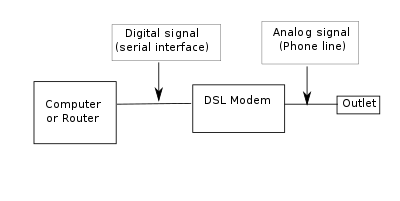 Digital signal
(serial interface)
Analog signal
(Phone line)
Computer
or Router
DSL Modem
Outlet